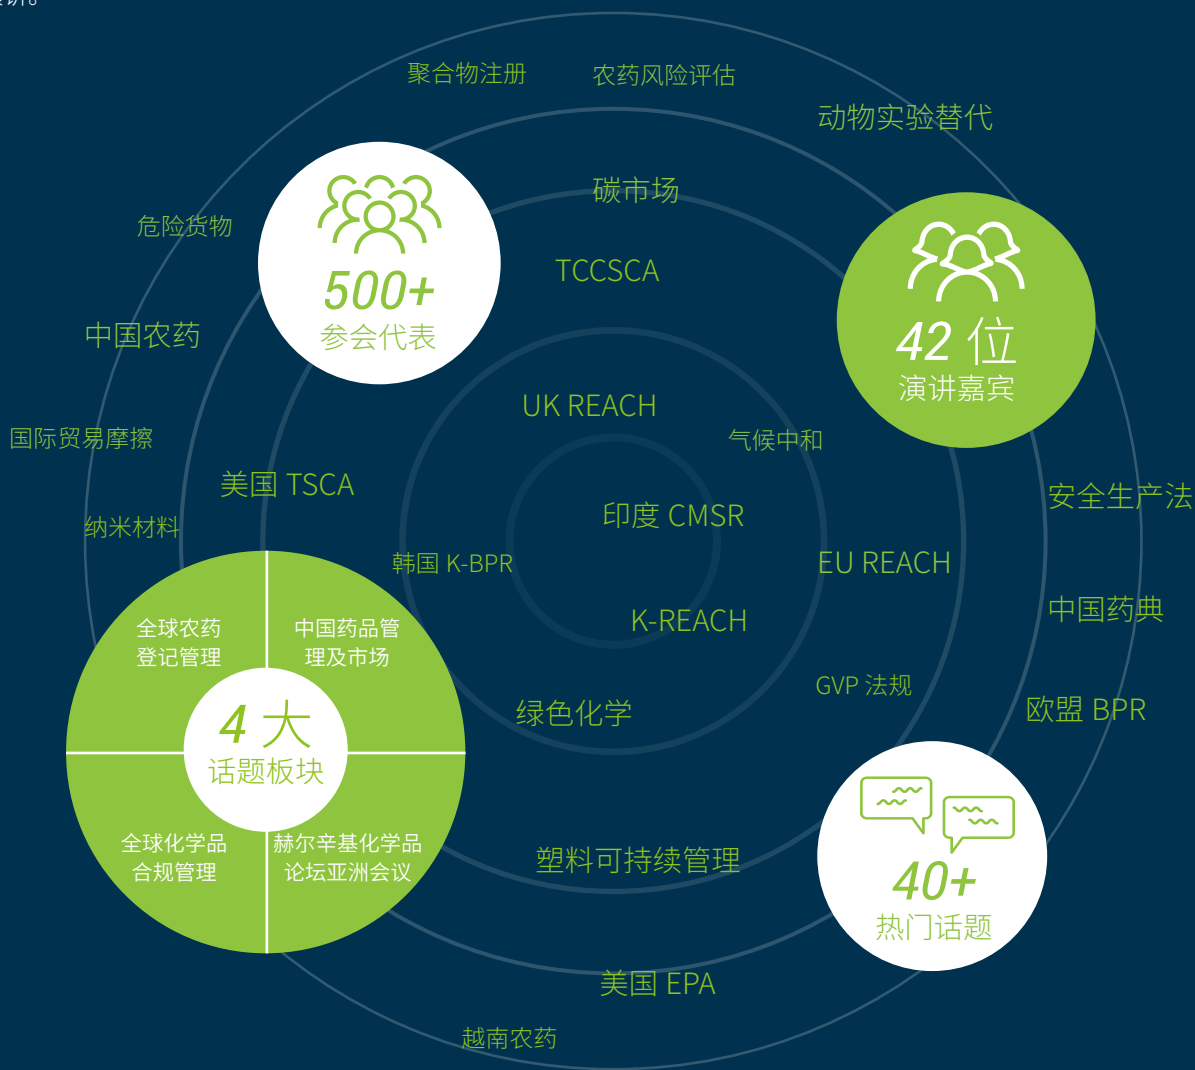 聚合物注册
农药风险评估
动物实验替代
碳市场
危险货物
TCCSCA
500+
参会代表
42 位
演讲嘉宾
中国农药
UK REACH
国际贸易摩擦
气候中和
美国 TSCA
安全生产法
印度 CMSR
纳米材料
韩国 K-BPR
EU REACH
中国药典
K-REACH
GVP 法规
绿色化学
欧盟 BPR
全球农药
登记管理
中国药品管
理及市场
4 大
话题板块
全球化学品
合规管理
赫尔辛基化学品
论坛亚洲会议
塑料可持续管理
40+
热门话题
美国 EPA
越南农药